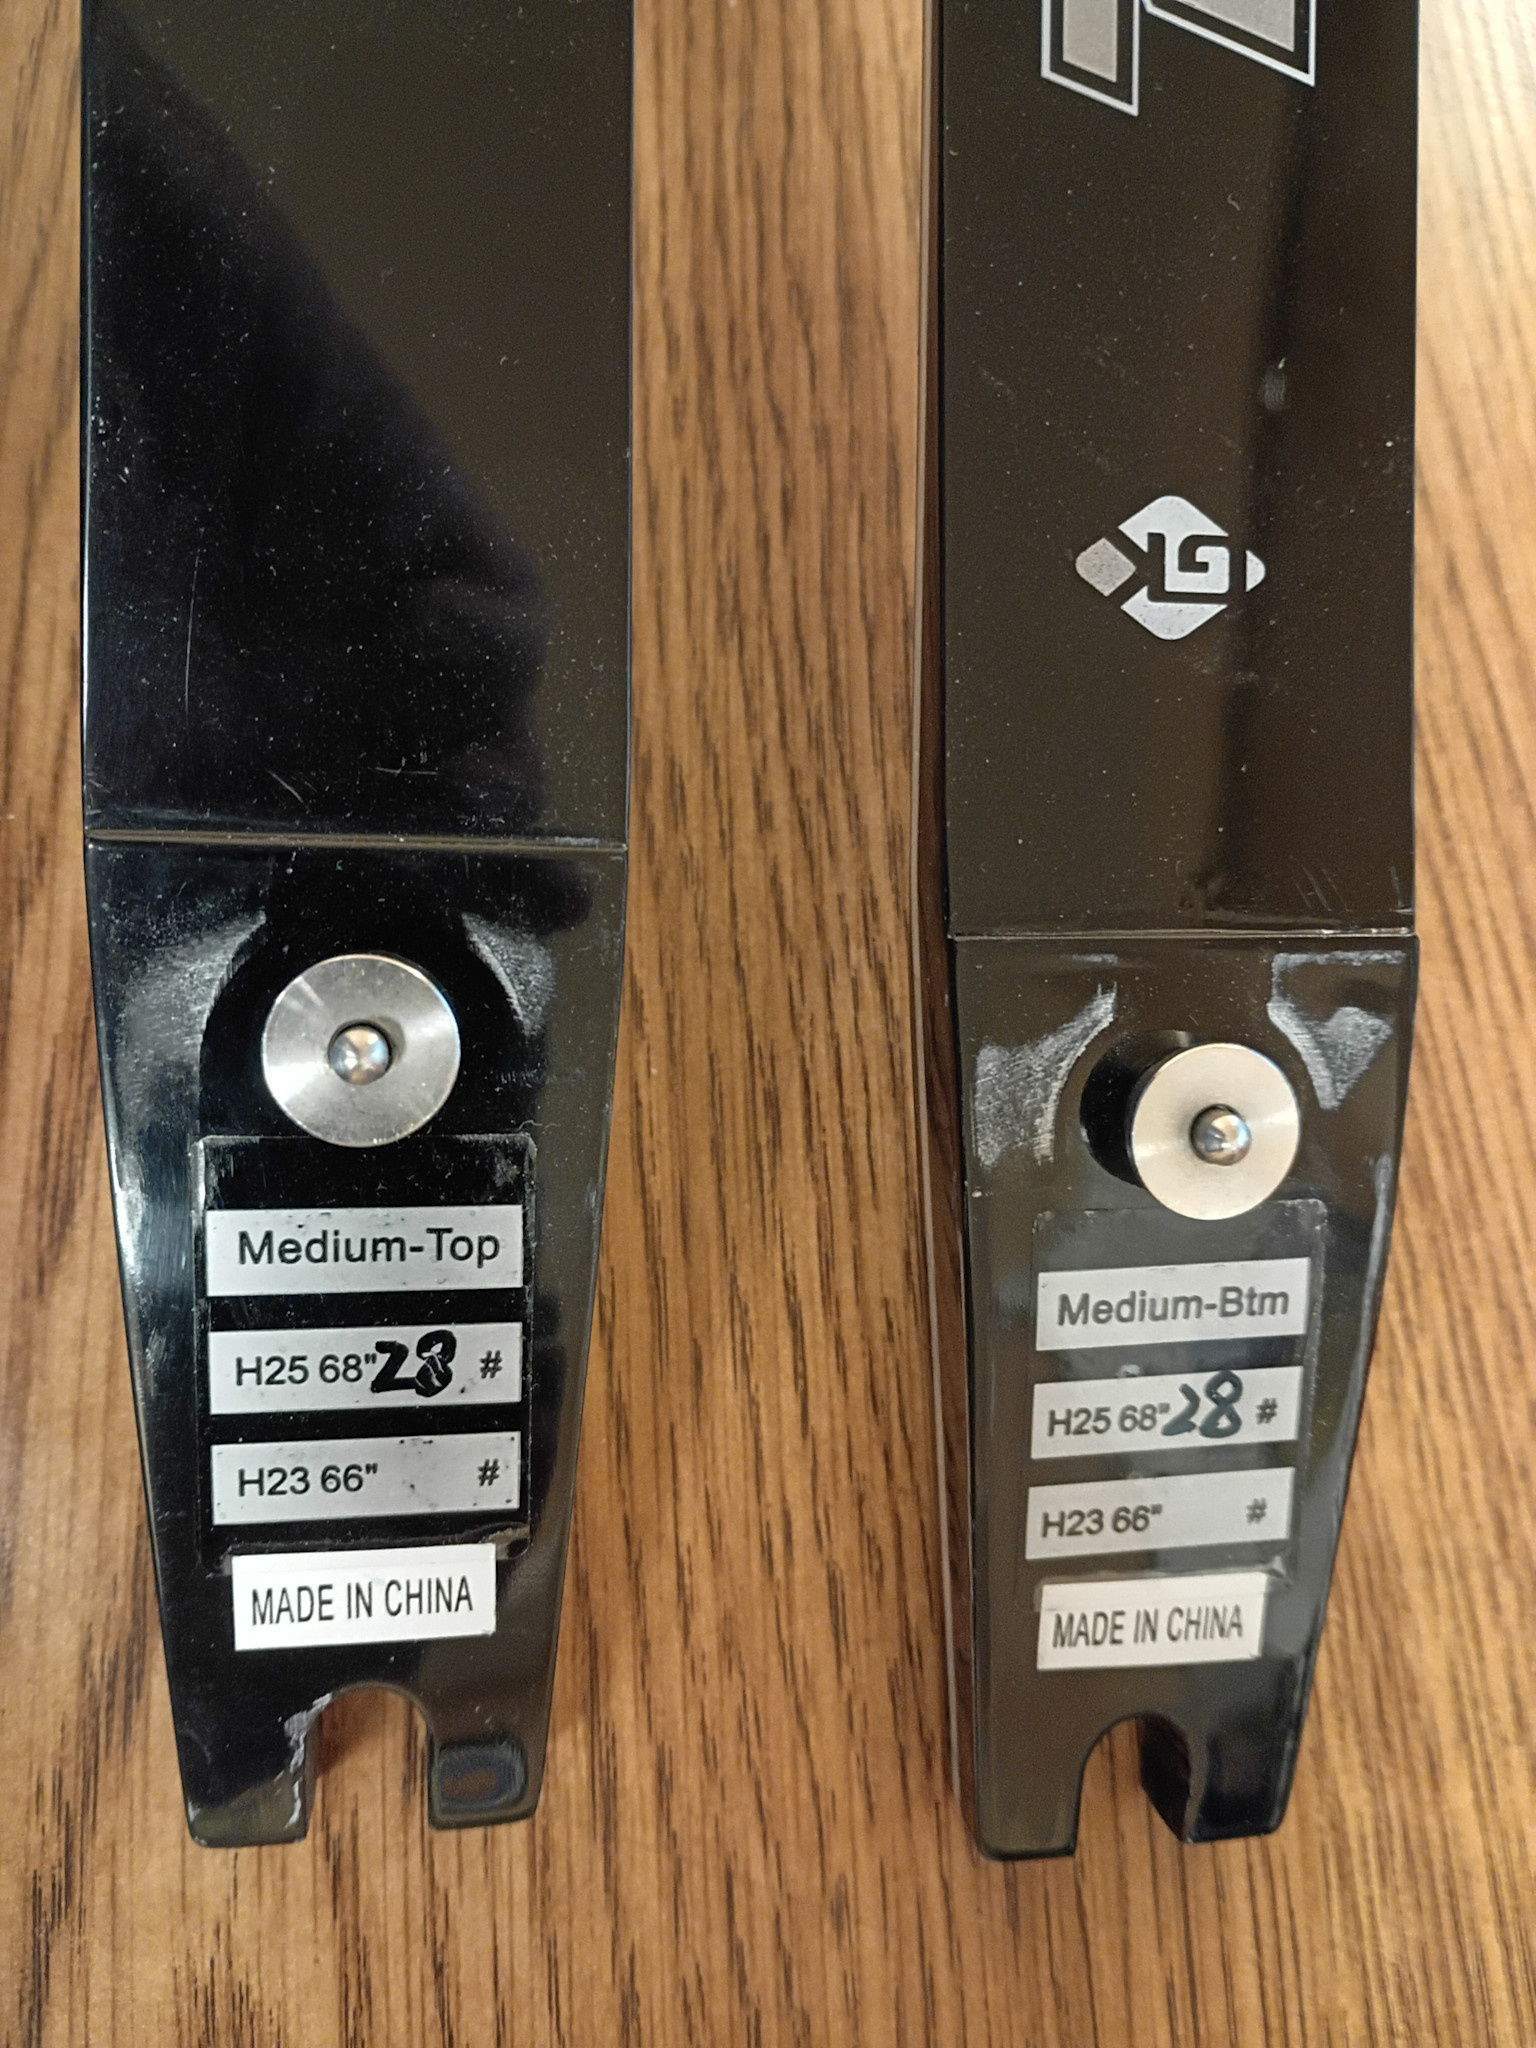 Medium-Top
H25 68" 28 #
H23 66" #
MADE IN CHINA
Medium-Btm
H25 68" 28 #
H23 66" #
MADE IN CHINA